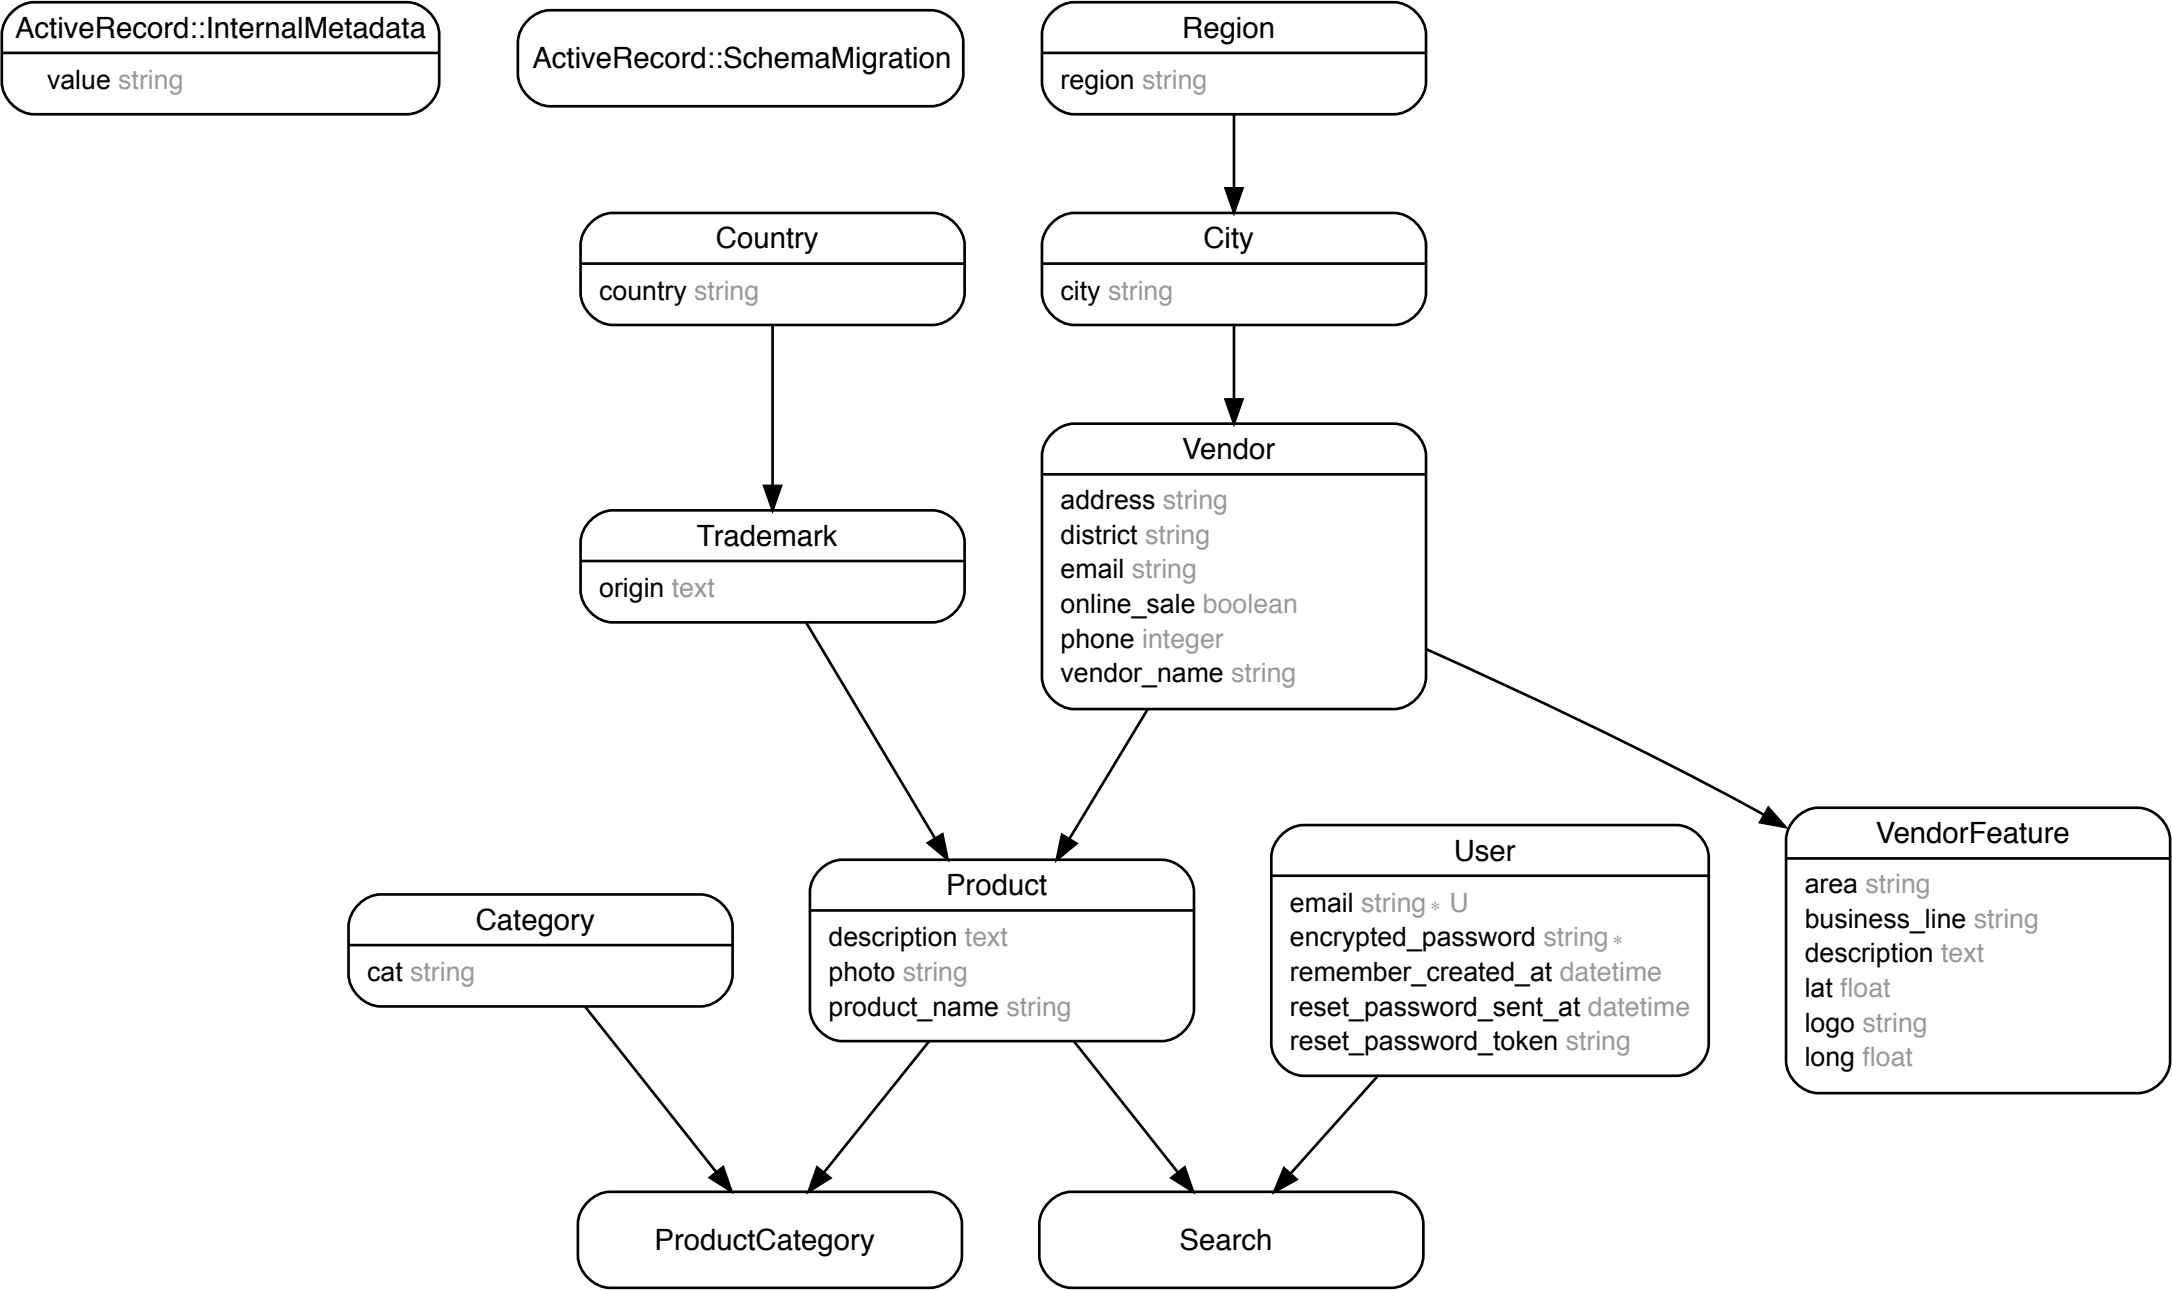 ActiveRecord::InternalMetadata
value string
ActiveRecord::SchemaMigration
Region
region string
Country
country string
City
city string
Trademark
origin text
Vendor
address string
district string
email string
online_sale boolean
phone integer
vendor_name string
Category
cat string
Product
description text
photo string
product_name string
User
email string * U
encrypted_password string *
remember_created_at datetime
reset_password_sent_at datetime
reset_password_token string
VendorFeature
area string
business_line string
description text
lat float
logo string
long float
ProductCategory
Search